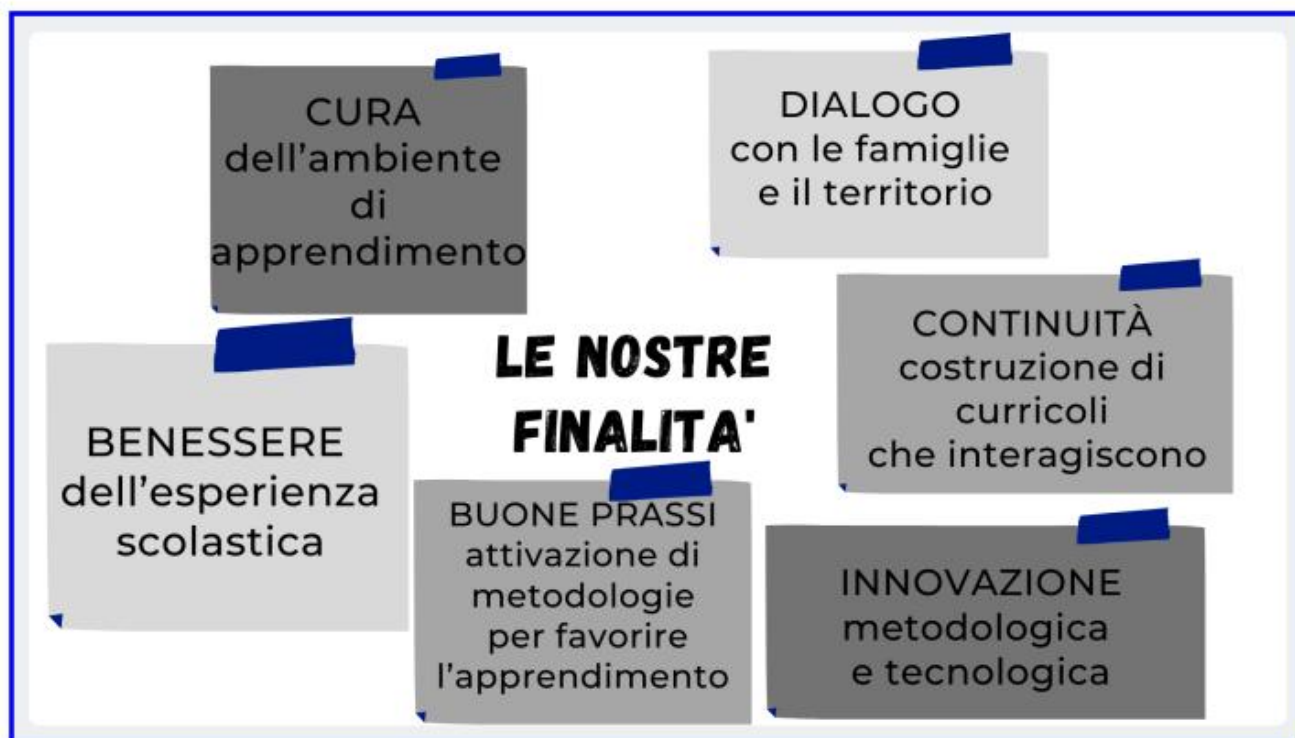 CURA
dell'ambiente
di
apprendimento
DIALOGO
con le famiglie
e il territorio
LE NOSTRE
FINALITA'
CONTINUITÀ
costruzione di
curricoli
che interagiscono
BENESSERE
dell'esperienza
scolastica
BUONE PRASSI
attivazione di
metodologie
per favorire
l'apprendimento
INNOVAZIONE
metodologica
e tecnologica